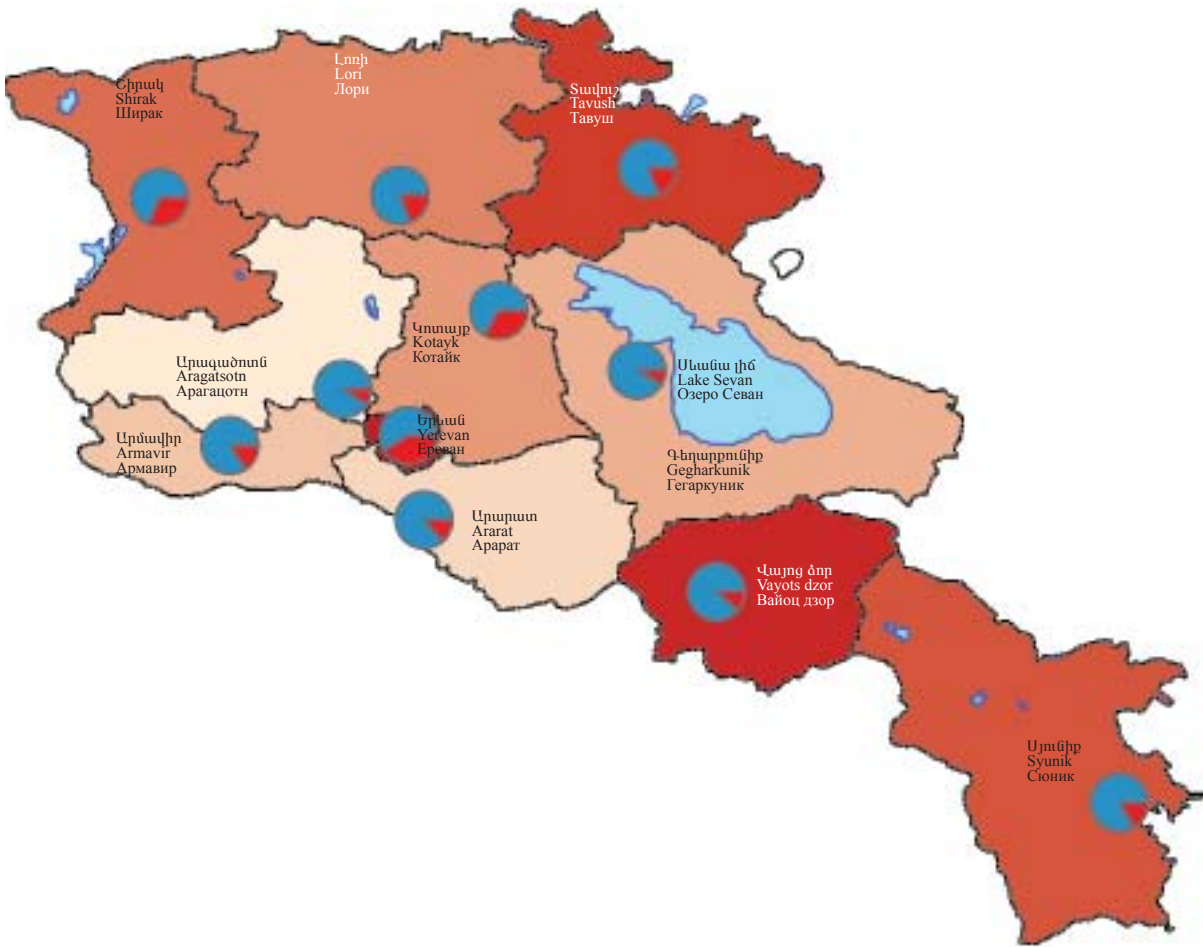 Շիրակ
Shirak
Ширак
Լոռի
Lori
Лори
Տավուշ
Tavush
Тавуш
Կոտայք
Kotayk
Котайк
Արագածոտն
Aragatsotn
Арагацотн
Սևանա լիճ
Lake Sevan
Озеро Севан
Երևան
Yerevan
Ереван
Արմավիր
Armavir
Армавир
Գեղարքունիք
Gegharkunik
Гегаркуник
Արարատ
Ararat
Арарат
Վայոց ձոր
Vayots dzor
Вайоц дзор
Սյունիք
Syunik
Сюник